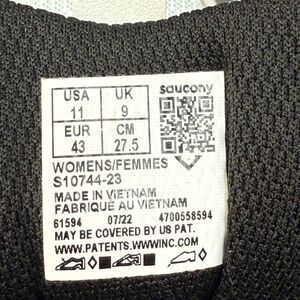 USA UK saucony
11 9
EUR CM
43 27.5
WOMENS/FEMMES
S10744-23
MADE IN VIETNAM
FABRIQUE AU VIETNAM
61594 07/22 4700558594
MAY BE COVERED BY US PAT.
WWW.PATENTS.WWWINC.COM